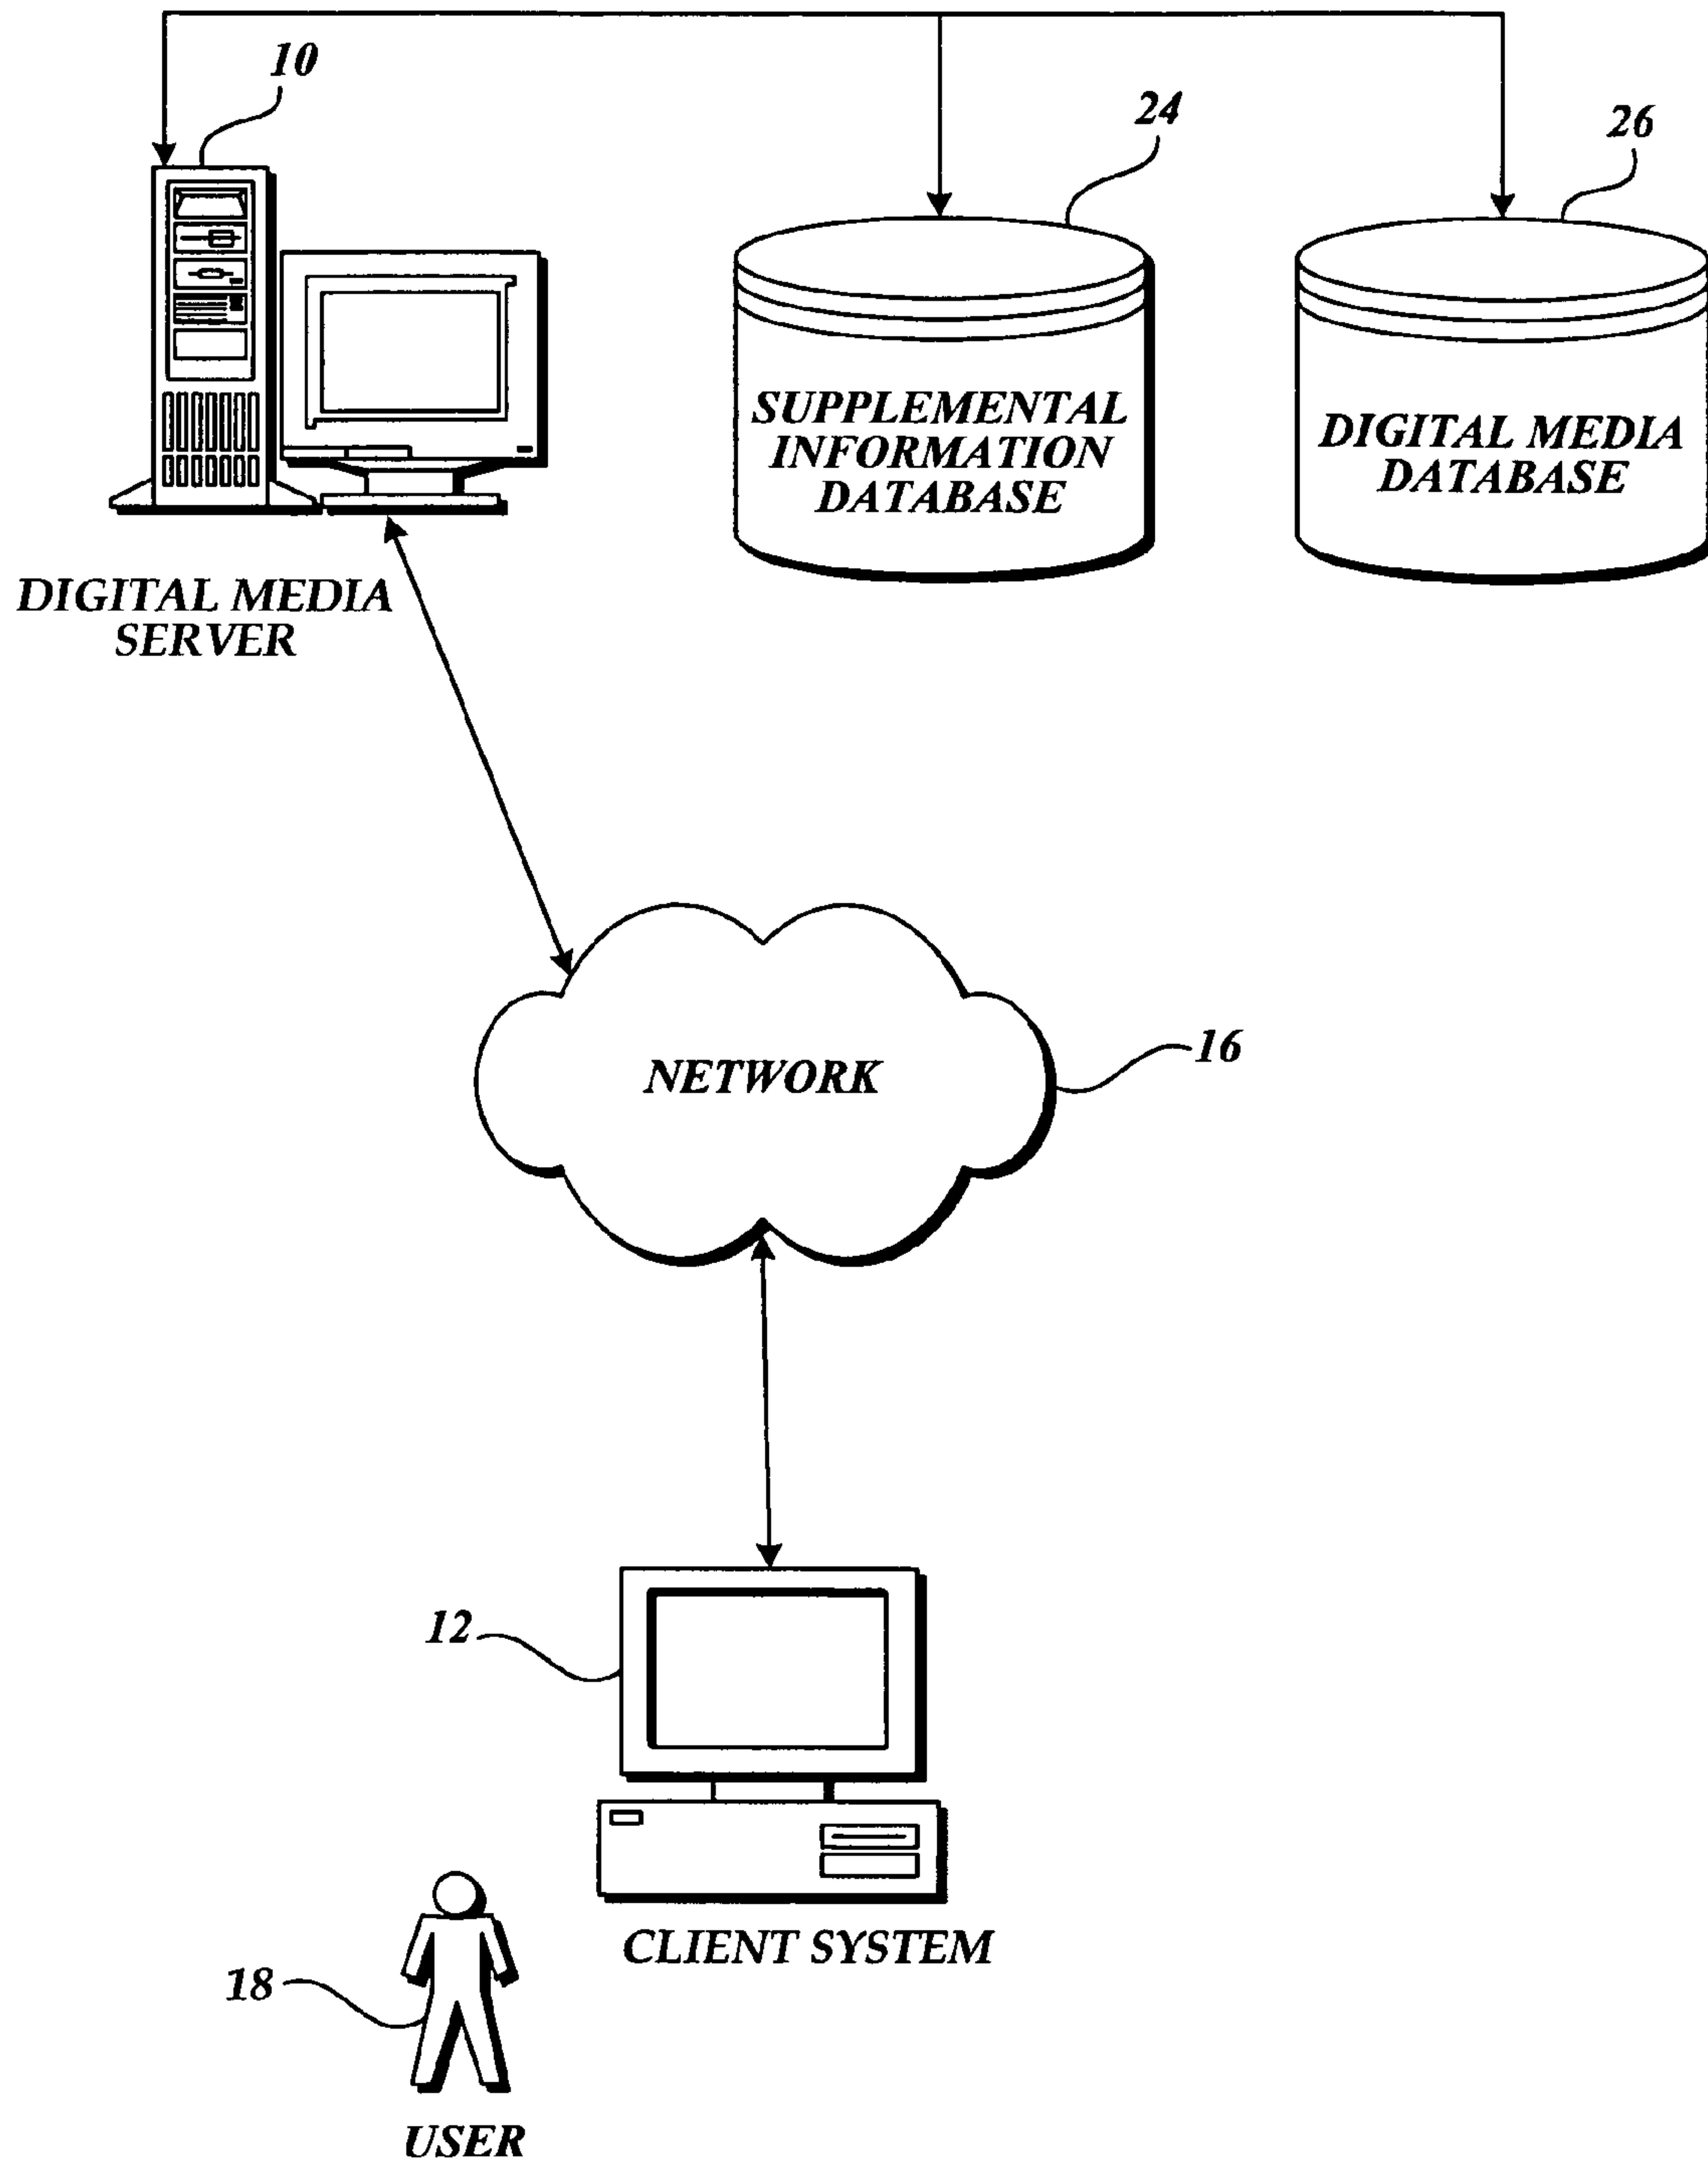 10
24
26
SUPPLEMENTAL
INFORMATION
DATABASE
DIGITAL MEDIA
DATABASE
DIGITAL MEDIA
SERVER
NETWORK
16
12
CLIENT SYSTEM
18
USER